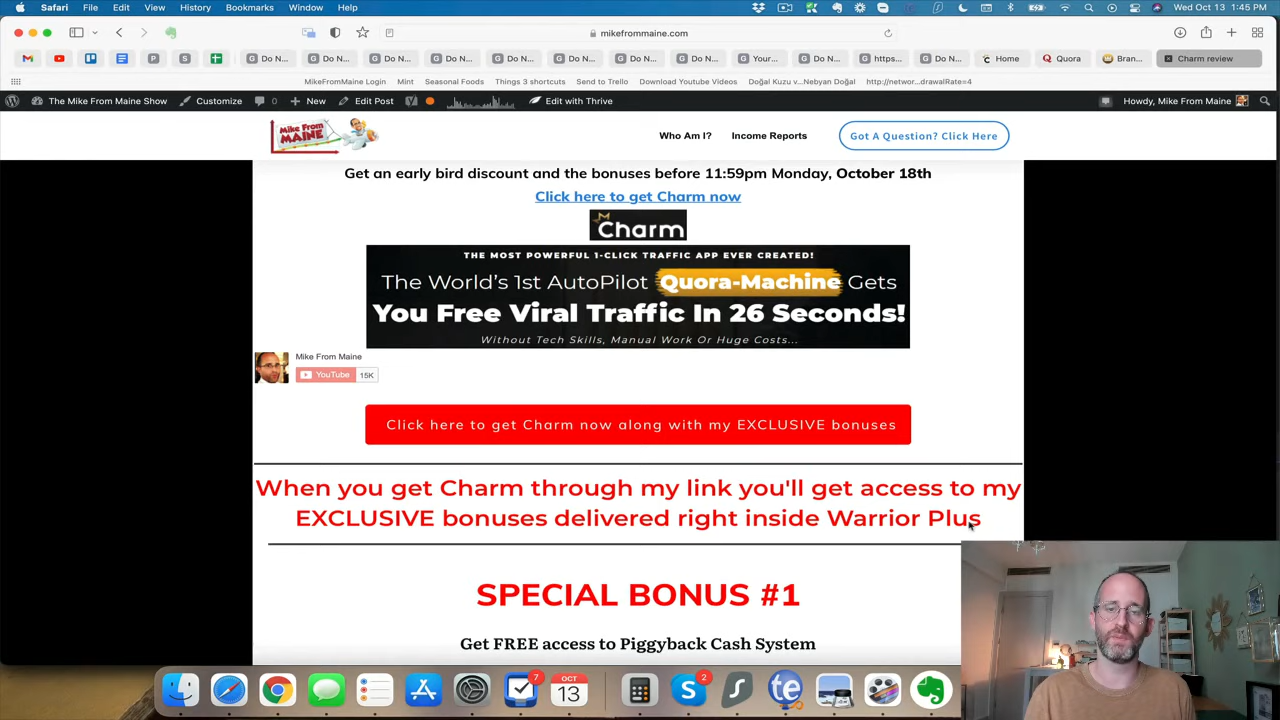 Safari File Edit View History Bookmarks Window Help
Wed Oct 13 1:45 PM
mikefrommaine.com
Do N... Do N... Do N... Do N... Do N... Do N... Do N... Do N... Your... Do N... https... Do N... Home Quora Bran... Charm review
MikeFromMaine Login Mint Seasonal Foods Things 3 shortcuts Send to Trello Download Youtube Videos Doğal Kuzu v...Nebyan Doğal http://networ...drawalRate=4
The Mike From Maine Show Customize 0 New Edit Post Edit with Thrive Howdy, Mike From Maine
Mike From
MAINE
Who Am I? Income Reports Got A Question? Click Here
Get an early bird discount and the bonuses before 11:59pm Monday, October 18th
Click here to get Charm now
Charm
THE MOST POWERFUL 1-CLICK TRAFFIC APP EVER CREATED!
The World's 1st AutoPilot Quora-Machine Gets
You Free Viral Traffic In 26 Seconds!
Without Tech Skills, Manual Work Or Huge Costs...
Mike From Maine
YouTube 15K
Click here to get Charm now along with my EXCLUSIVE bonuses
When you get Charm through my link you'll get access to my
EXCLUSIVE bonuses delivered right inside Warrior Plus
SPECIAL BONUS #1
Get FREE access to Piggyback Cash System
7
OCT
13
2
te